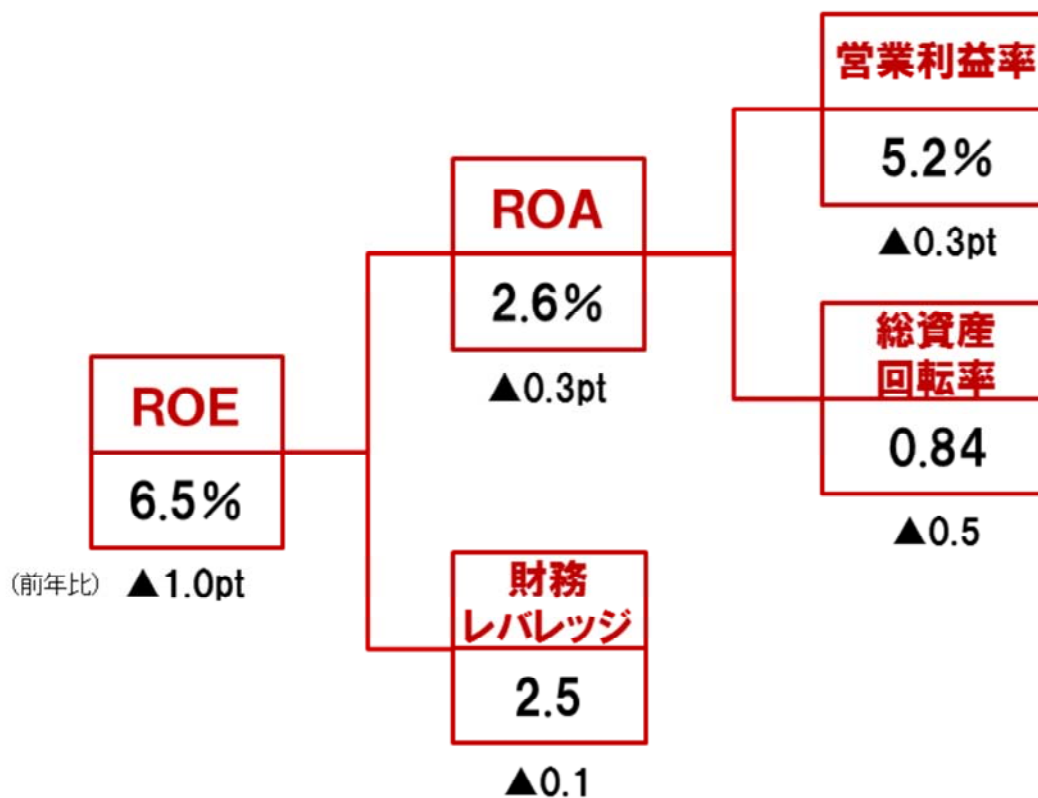 営業利益率
5.2%
▲0.3pt
ROA
2.6%
▲0.3pt
総資産
回転率
0.84
▲0.5
ROE
6.5%
(前年比) ▲1.0pt
財務
レバレッジ
2.5
▲0.1